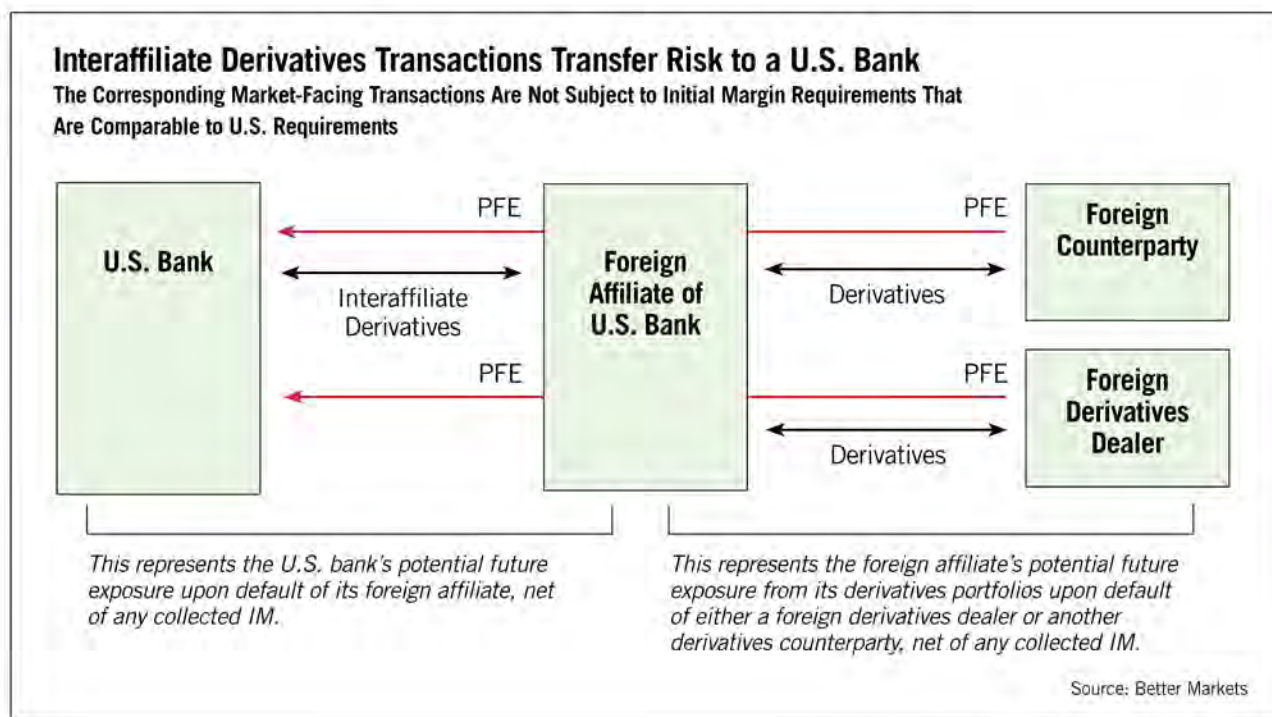 Interaffiliate Derivatives Transactions Transfer Risk to a U.S. Bank
The Corresponding Market-Facing Transactions Are Not Subject to Initial Margin Requirements That
Are Comparable to U.S. Requirements
U.S. Bank
PFE
Interaffiliate
Derivatives
PFE
Foreign
Affiliate of
U.S. Bank
PFE
Derivatives
PFE
Derivatives
Foreign
Counterparty
Foreign
Derivatives
Dealer
This represents the U.S. bank's potential future
exposure upon default of its foreign affiliate, net
of any collected IM.
This represents the foreign affiliate's potential future
exposure from its derivatives portfolios upon default
of either a foreign derivatives dealer or another
derivatives counterparty, net of any collected IM.
Source: Better Markets